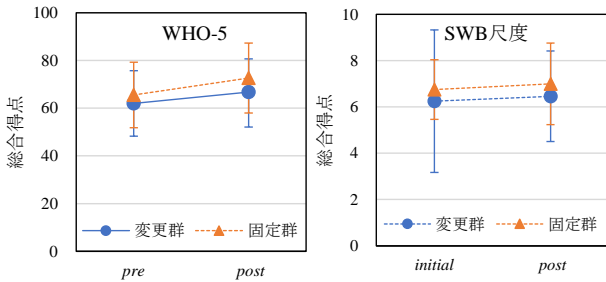 WHO-5
総合得点
100
80
60
40
20
0
変更群 固定群
pre post
SWB尺度
総合得点
10
8
6
4
2
0
変更群 固定群
initial post